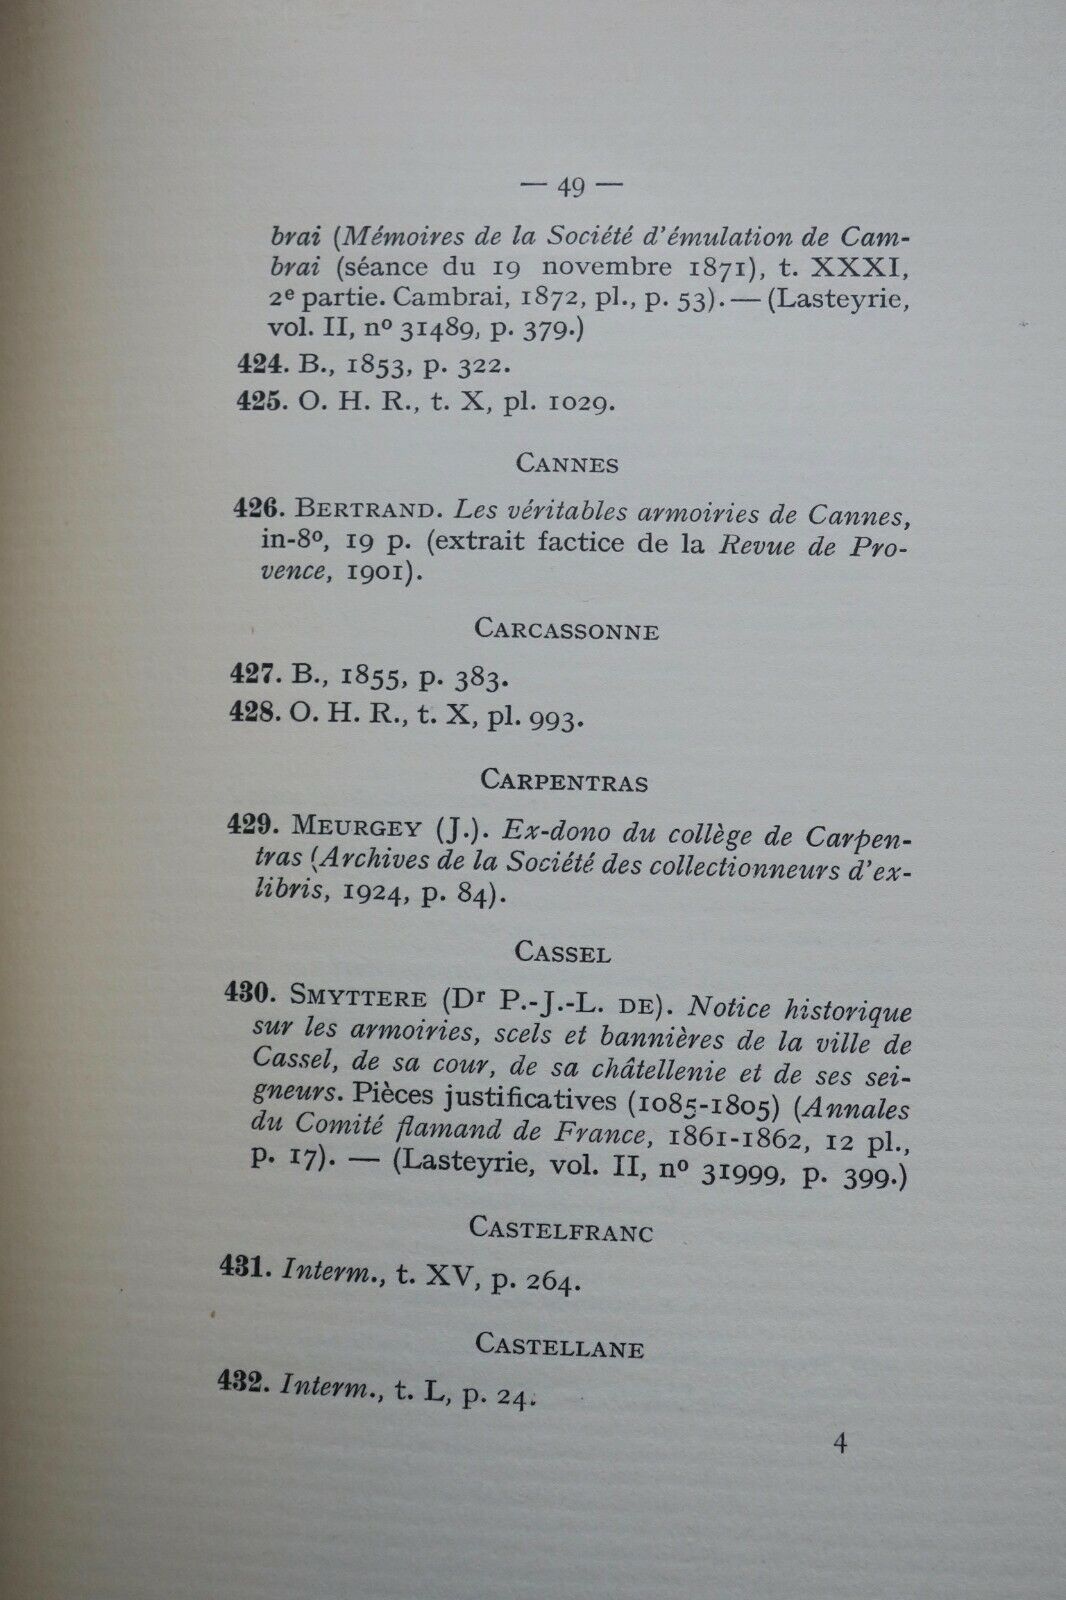 — 49 —
brai (Mémoires de la Société d'émulation de Cam-
brai (séance du 19 novembre 1871), t. XXXI,
2e partie. Cambrai, 1872, pl., p. 53). — (Lasteyrie,
vol. II, nº 31489, p. 379.)
424. B., 1853, p. 322.
425. O. H. R., t. X, pl. 1029.
CANNES
426. BERTRAND. Les véritables armoiries de Cannes,
in-8º, 19 p. (extrait factice de la Revue de Pro-
vence, 1901).
CARCASSONNE
427. B., 1855, p. 383.
428. O. H. R., t. X, pl. 993.
CARPENTRAS
429. MEURGEY (J.). Ex-dono du collège de Carpen-
tras (Archives de la Société des collectionneurs d'ex-
libris, 1924, p. 84).
CASSEL
430. SMYTTERE (Dr P.-J.-L. DE). Notice historique
sur les armoiries, scels et bannières de la ville de
Cassel, de sa cour, de sa châtellenie et de ses sei-
gneurs. Pièces justificatives (1085-1805) (Annales
du Comité flamand de France, 1861-1862, 12 pl.,
p. 17). — (Lasteyrie, vol. II, nº 31999, p. 399.)
CASTELFRANC
431. Interm., t. XV, p. 264.
CASTELLANE
432. Interm., t. L, p. 24.
4